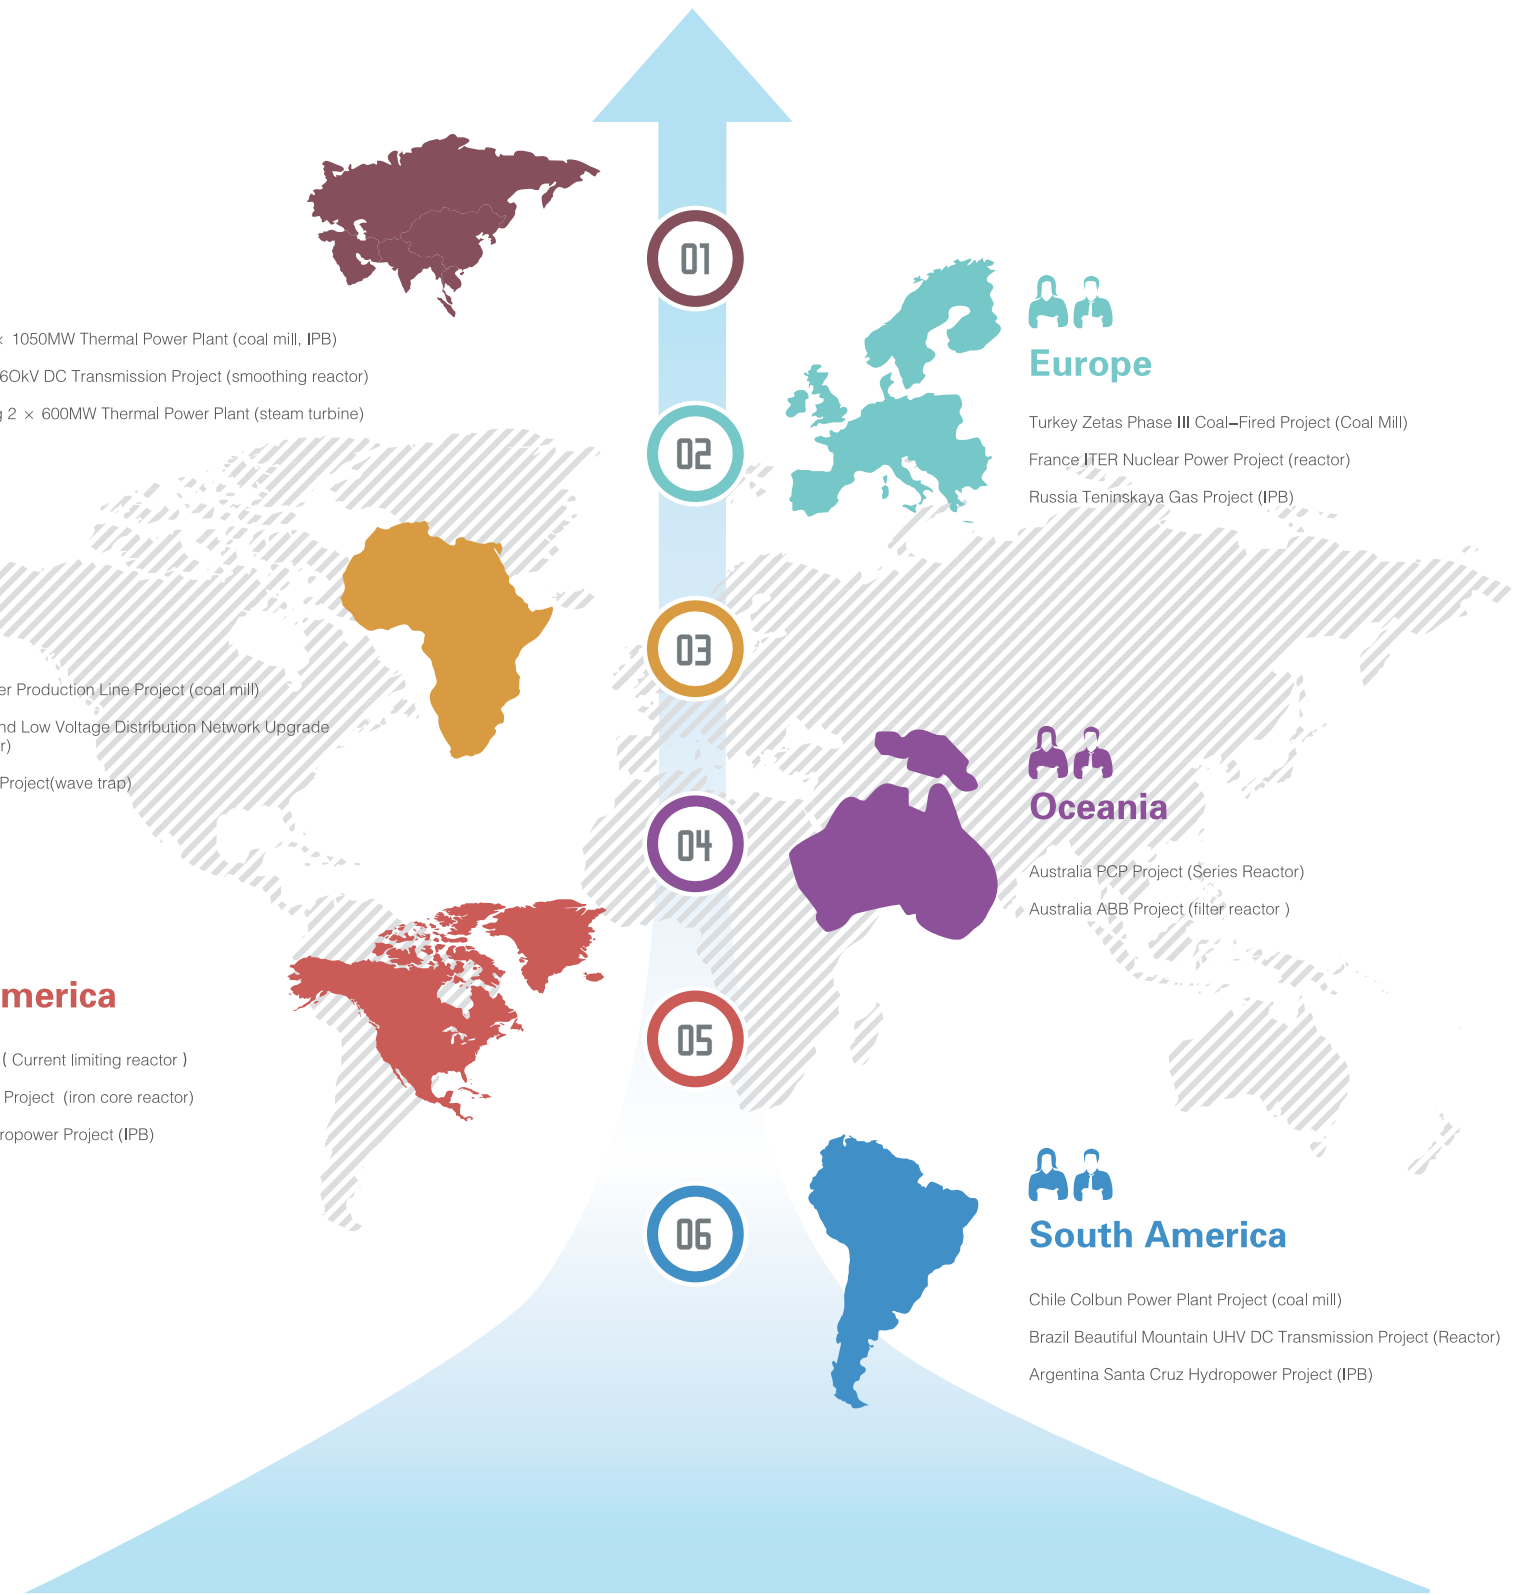 01
× 1050MW Thermal Power Plant (coal mill, IPB)
60kV DC Transmission Project (smoothing reactor)
g 2 × 600MW Thermal Power Plant (steam turbine)
02
Europe
Turkey Zetas Phase III Coal–Fired Project (Coal Mill)
France ITER Nuclear Power Project (reactor)
Russia Teninskaya Gas Project (IPB)
03
er Production Line Project (coal mill)
nd Low Voltage Distribution Network Upgrade
r)
Project(wave trap)
04
Oceania
Australia PCP Project (Series Reactor)
Australia ABB Project (filter reactor )
05
merica
( Current limiting reactor )
Project (iron core reactor)
ropower Project (IPB)
06
South America
Chile Colbun Power Plant Project (coal mill)
Brazil Beautiful Mountain UHV DC Transmission Project (Reactor)
Argentina Santa Cruz Hydropower Project (IPB)